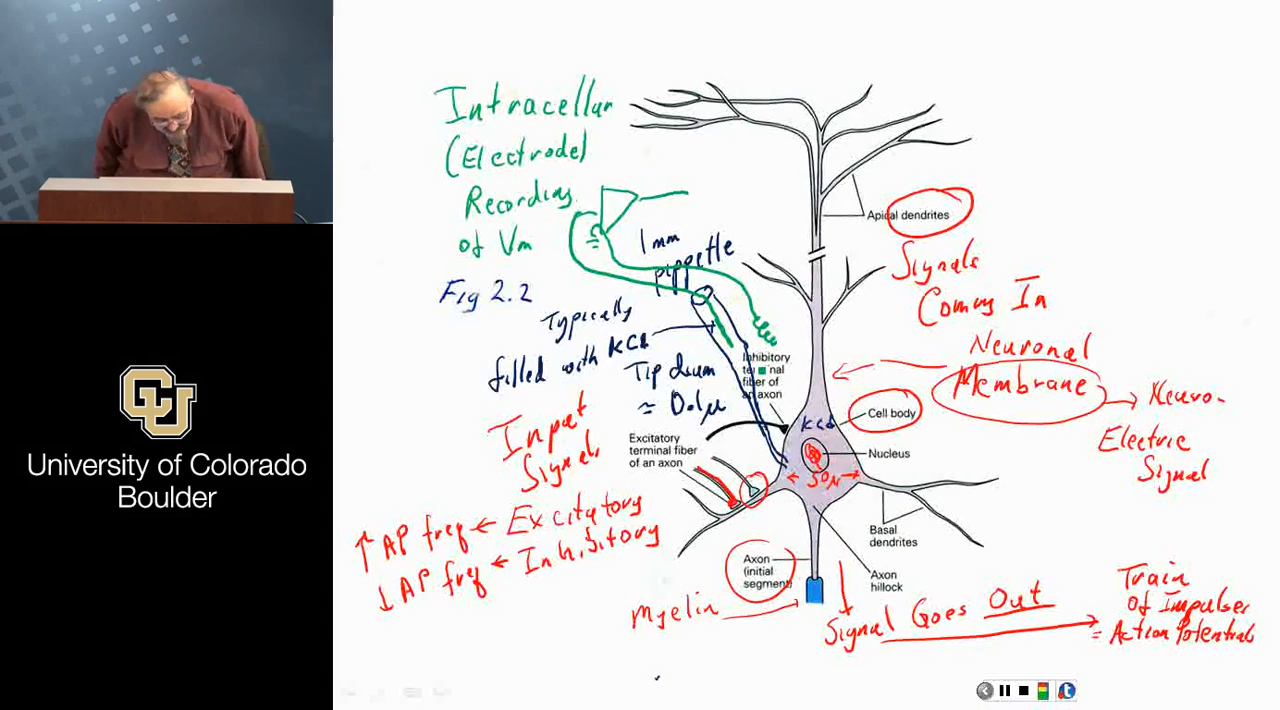 Intracellur
(Electrode)
Recording
of Vm
Fig 2.2
1mm
pippette
Typically
filled with KCl
Tip diam
≈ 0.1μ
Input
Signals
Excitatory
↑ AP freq ←
Inhibitory
↓ AP freq ←
Apical dendrites
Signals
Coming In
Neuronal
Membrane
Neuro-
Electric
Signal
Inhibitory
terminal
fiber of
an axon
KCl
Cell body
Excitatory
terminal fiber
of an axon
Nucleus
50μ
Basal
dendrites
Axon
(initial
segment)
Axon
hillock
Myelin
Signal Goes Out
Train
of Impulses
= Action Potentials
CU
University of Colorado
Boulder